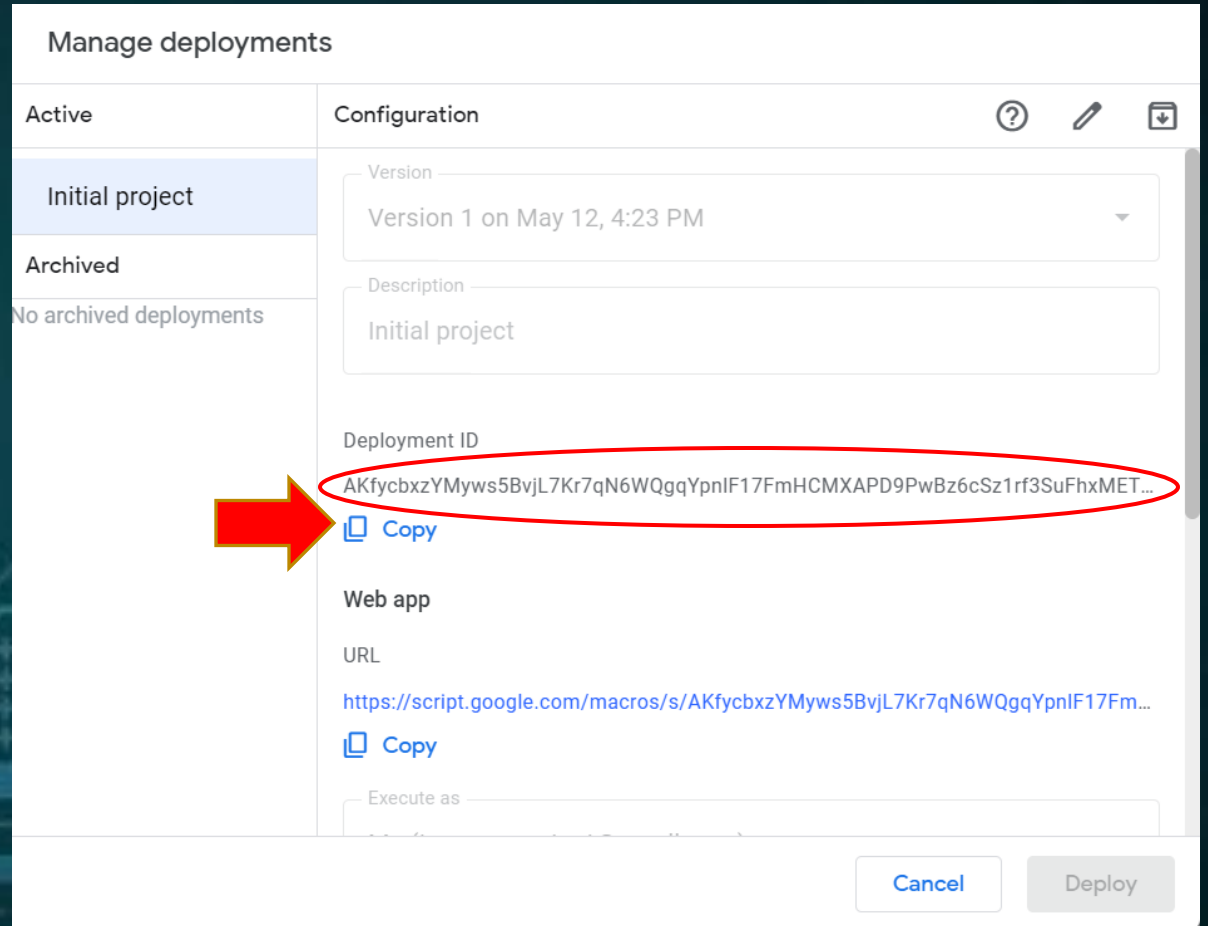 Manage deployments
Active
Configuration
Initial project
Archived
No archived deployments
Version
Version 1 on May 12, 4:23 PM
Description
Initial project
Deployment ID
AKfycbxzYMyws5BvjL7Kr7qN6WQgqYpnIF17FmHCMXAPD9PwBz6cSz1rf3SuFhxMET…
Copy
Web app
URL
https://script.google.com/macros/s/AKfycbxzYMyws5BvjL7Kr7qN6WQgqYpnIF17Fm…
Copy
Execute as
Cancel
Deploy